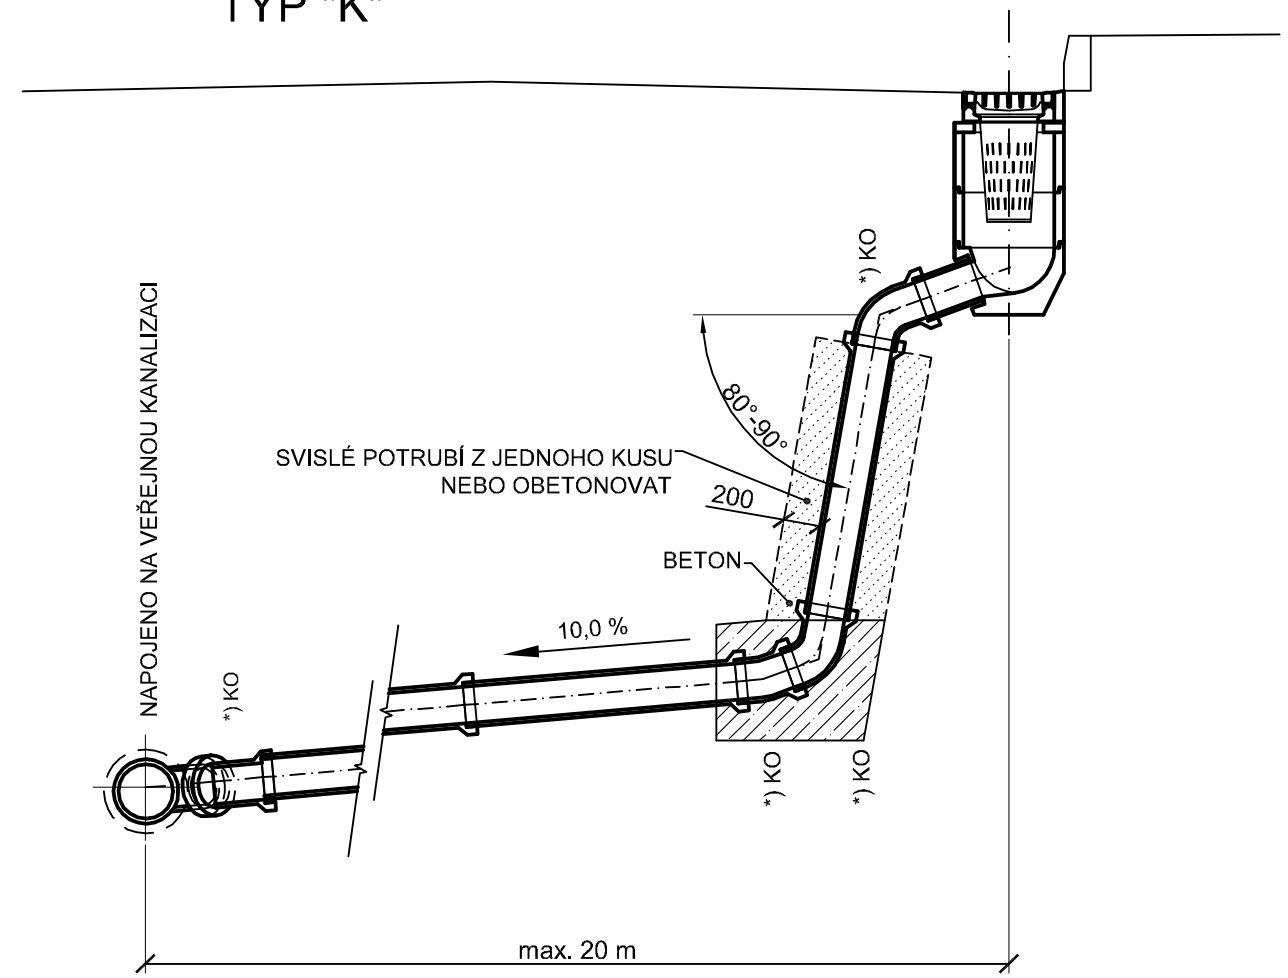 TYP "K"
*) KO
NAPOJENO NA VEŘEJNOU KANALIZACI
80°-90°
SVISLÉ POTRUBÍ Z JEDNOHO KUSU
NEBO OBETONOVAT
200
BETON
10,0 %
*) KO
*) KO
*) KO
max. 20 m